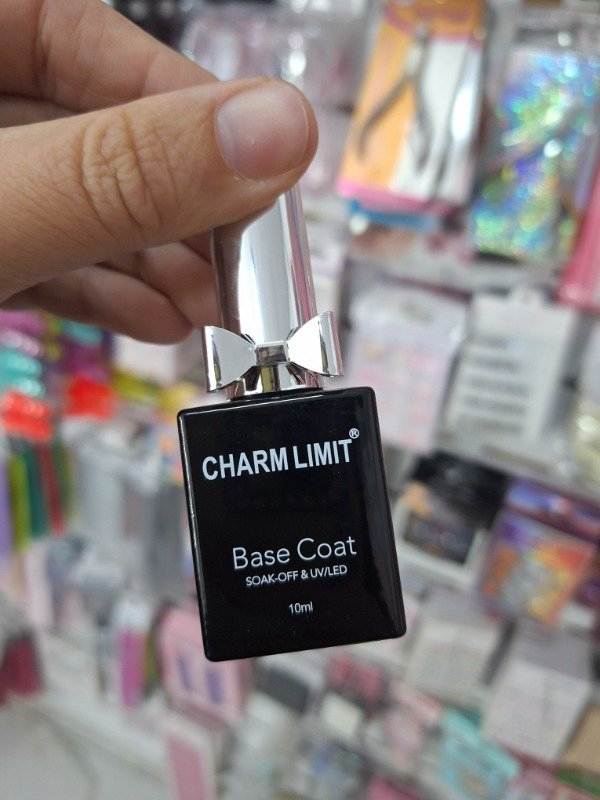 CHARM LIMIT®
Base Coat
SOAK-OFF & UV/LED
10ml